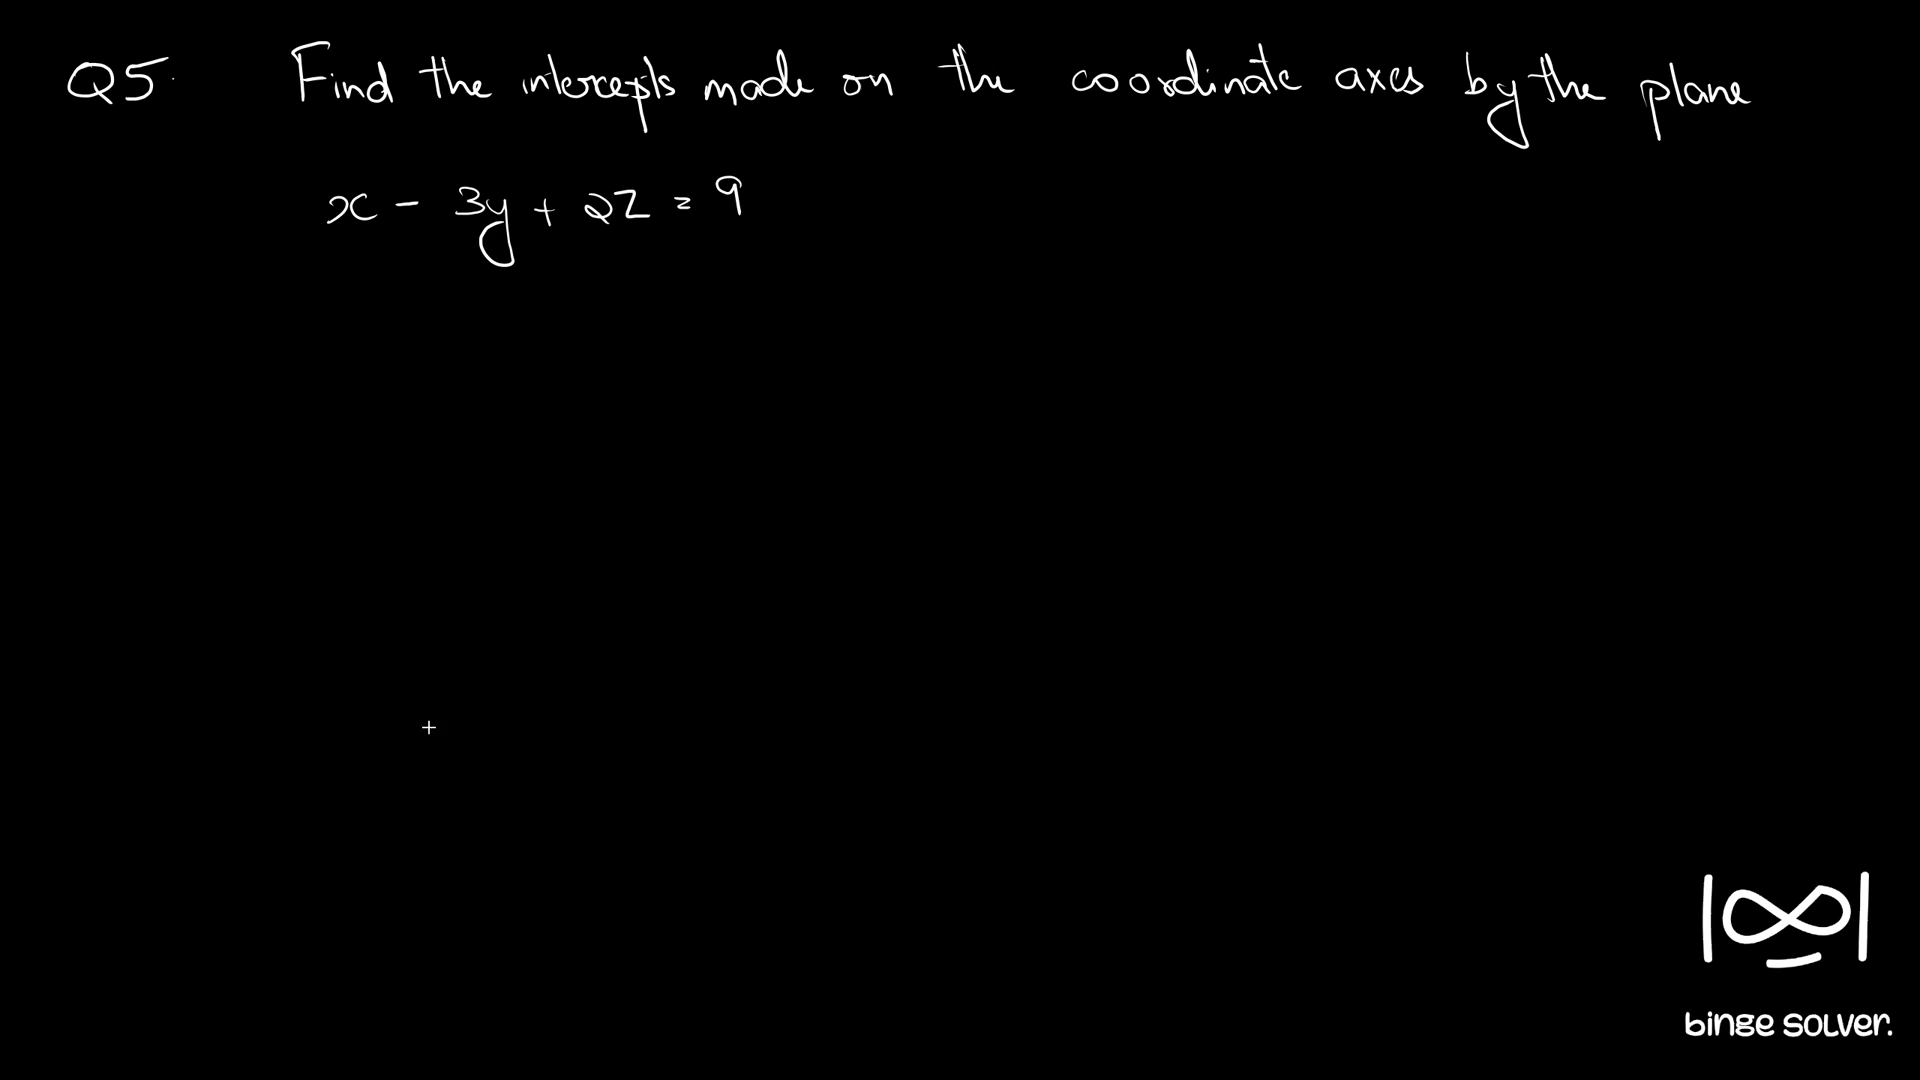 Q5. Find the intercepts made on the coordinate axes by the plane
x - 3y + 2z = 9
binge solver.